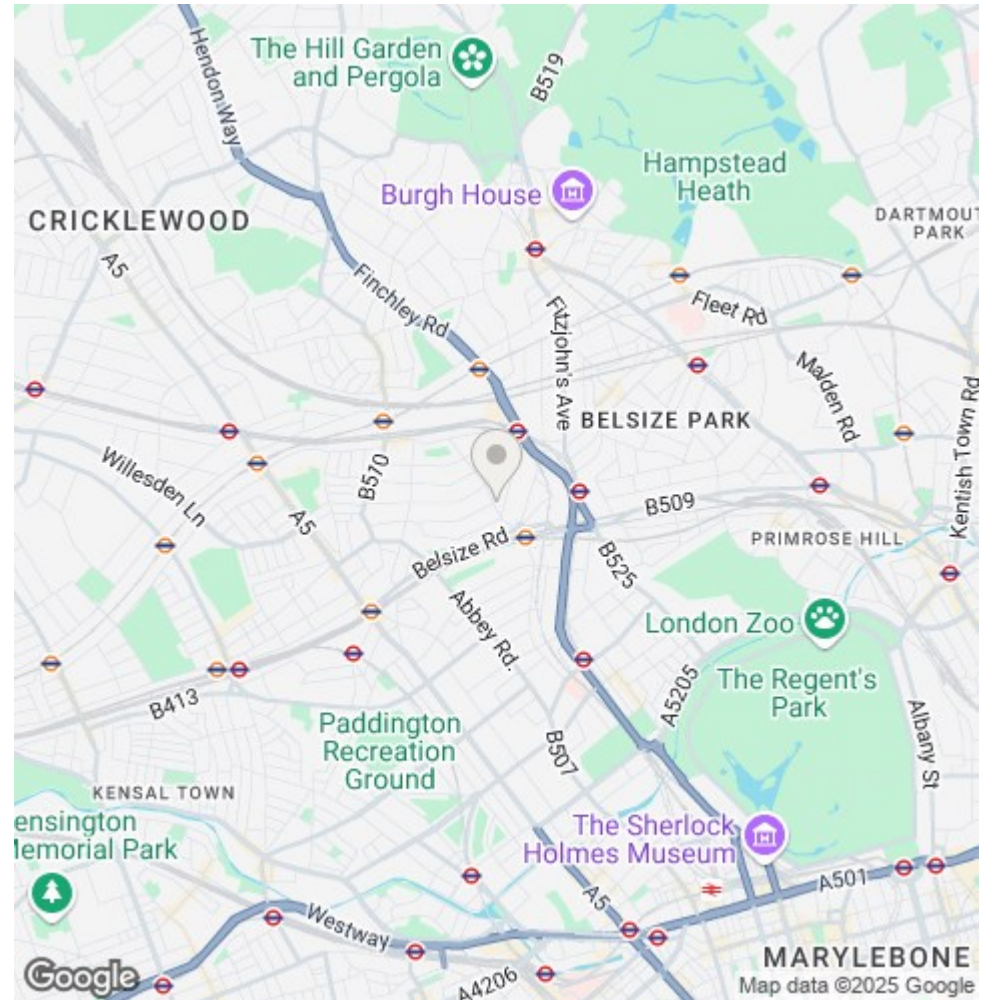 The Hill Garden
and Pergola
B519
Hendon Way
Hampstead
Heath
Burgh House
CRICKLEWOOD
DARTMOUT
PARK
A5
Finchley Rd
Fitzjohn's Ave
Fleet Rd
Malden Rd
Kentish Town Rd
BELSIZE PARK
Willesden Ln
B510
A5
B509
Belsize Rd
B525
PRIMROSE HILL
Abbey Rd.
London Zoo
The Regent's
Park
A5205
B413
Paddington
Recreation
Ground
B507
Albany St
KENSAL TOWN
ensington
Memorial Park
The Sherlock
Holmes Museum
A501
A5
Westway
A4206
MARYLEBONE
Google
Map data ©2025 Google